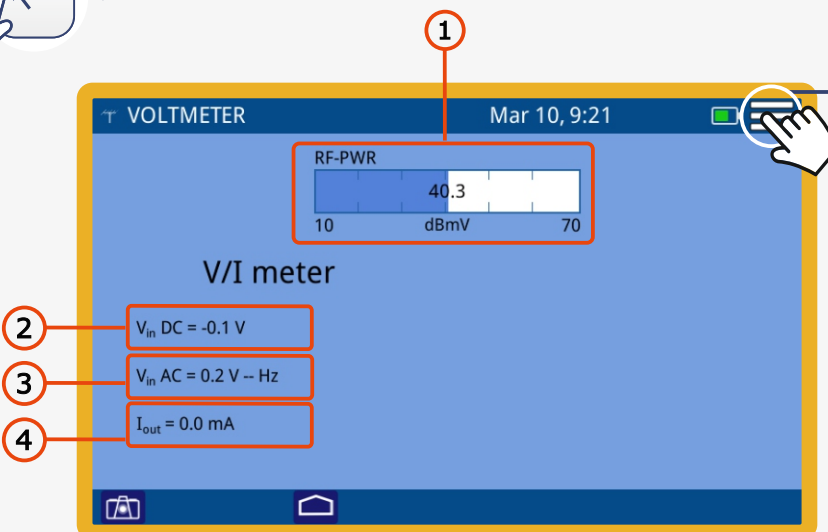 1
VOLTMETER Mar 10, 9:21
RF-PWR
40.3
10 dBmV 70
V/I meter
2 Vin DC = -0.1 V
3 Vin AC = 0.2 V -- Hz
4 Iout = 0.0 mA